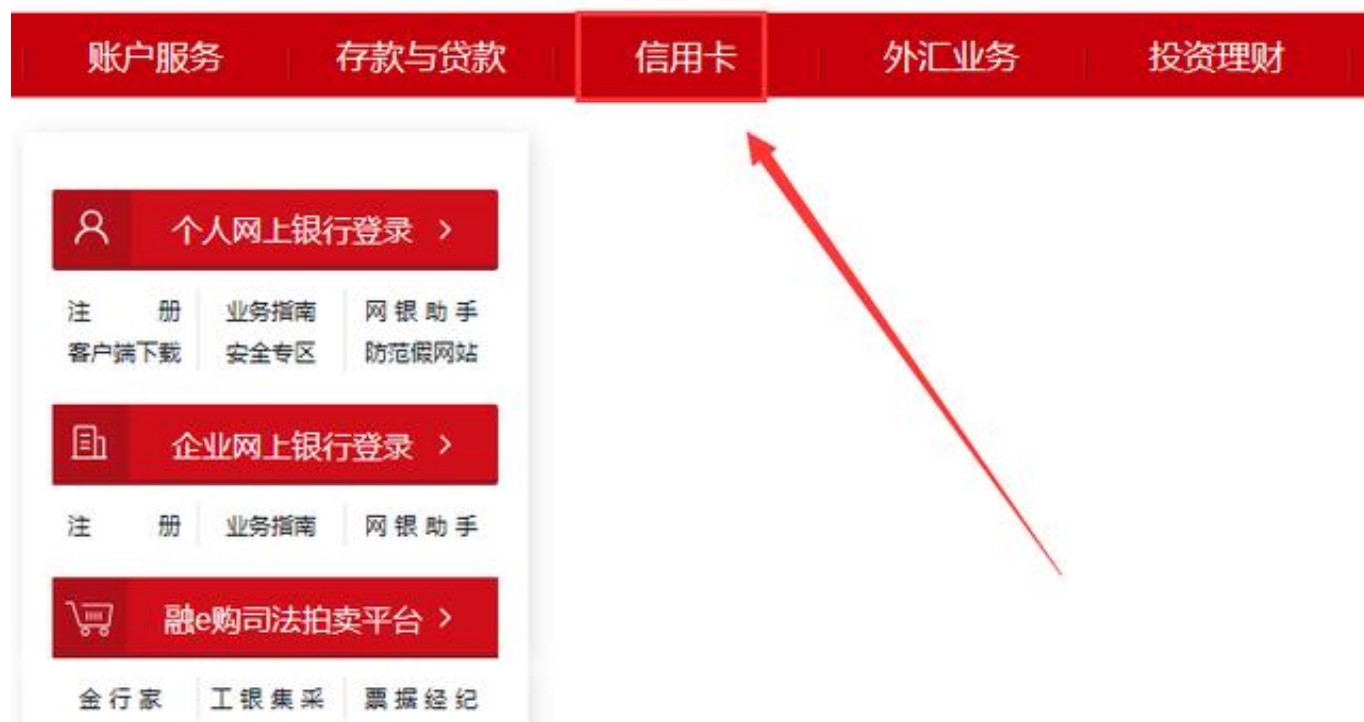 账户服务 存款与贷款 信用卡 外汇业务 投资理财
个人网上银行登录 >
注册 业务指南 网银助手
客户端下载 安全专区 防范假网站
企业网上银行登录 >
注册 业务指南 网银助手
融e购司法拍卖平台 >
金行家 工银集采 票据经纪